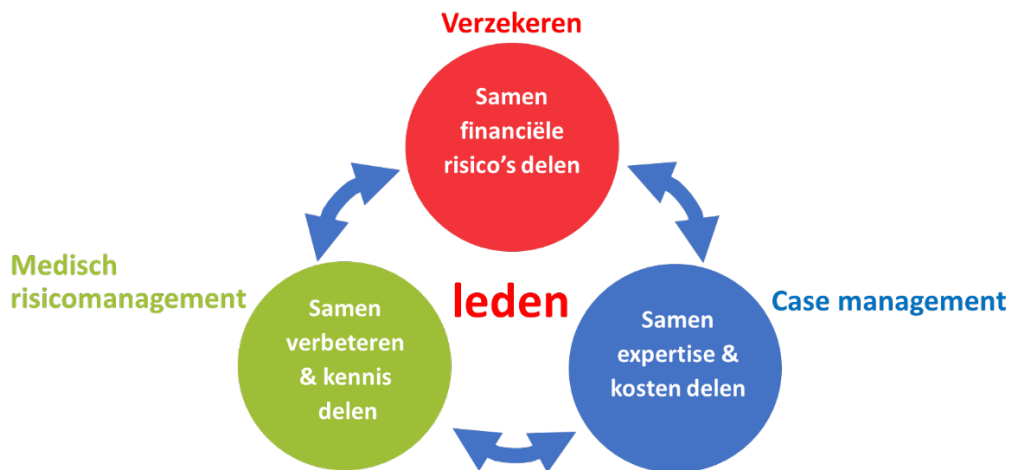 Verzekeren
Samen
financiële
risico’s delen
Medisch
risicomanagement
leden
Case management
Samen
verbeteren
& kennis
delen
Samen
expertise &
kosten delen